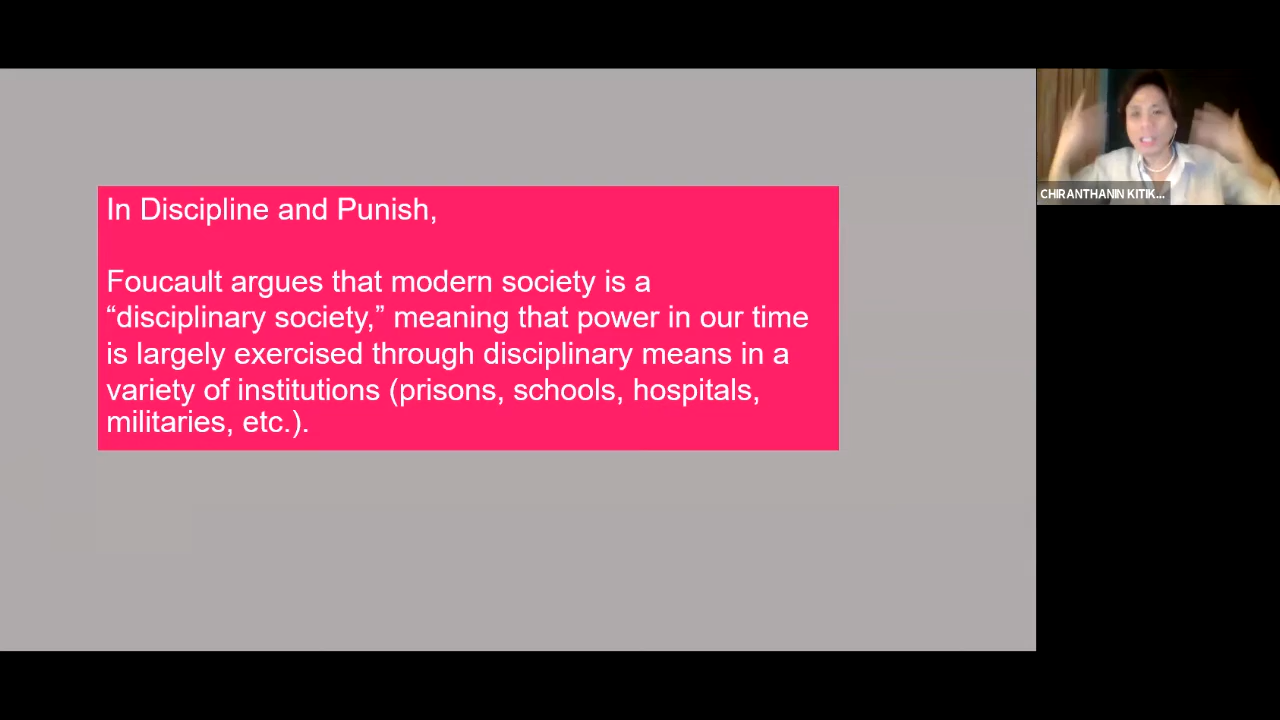 In Discipline and Punish,
Foucault argues that modern society is a
“disciplinary society,” meaning that power in our time
is largely exercised through disciplinary means in a
variety of institutions (prisons, schools, hospitals,
militaries, etc.).
CHIRANTHANIN KITIK...